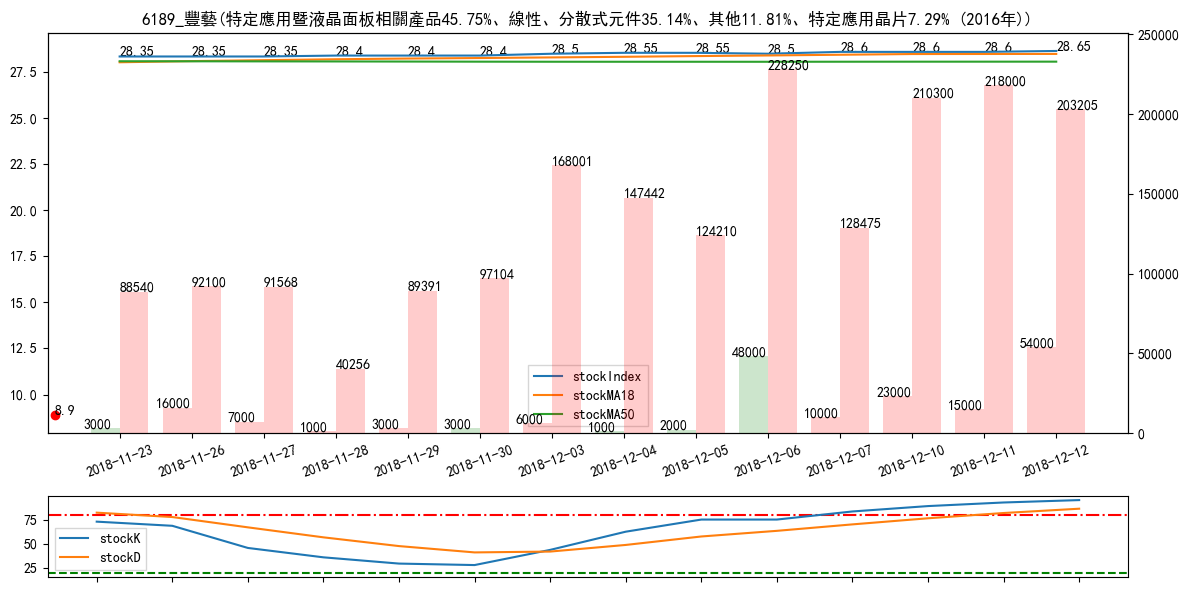 6189_豐藝(特定應用暨液晶面板相關產品45.75%、線性、分散式元件35.14%、其他11.81%、特定應用晶片7.29% (2016年))
28.35 28.35 28.35 28.4 28.4 28.4 28.5 28.55 28.55 28.5 28.6 28.6 28.6 28.65
27.5
25.0
22.5
20.0
17.5
15.0
12.5
10.0
250000
200000
150000
100000
50000
0
8.9
88540 92100 91568 40256 89391 97104 168001 147442 124210 228250 128475 210300 218000 203205
3000 16000 7000 1000 3000 3000 6000 1000 2000 48000 10000 23000 15000 54000
stockIndex
stockMA18
stockMA50
2018-11-23 2018-11-26 2018-11-27 2018-11-28 2018-11-29 2018-11-30 2018-12-03 2018-12-04 2018-12-05 2018-12-06 2018-12-07 2018-12-10 2018-12-11 2018-12-12
75
50
25
stockK
stockD